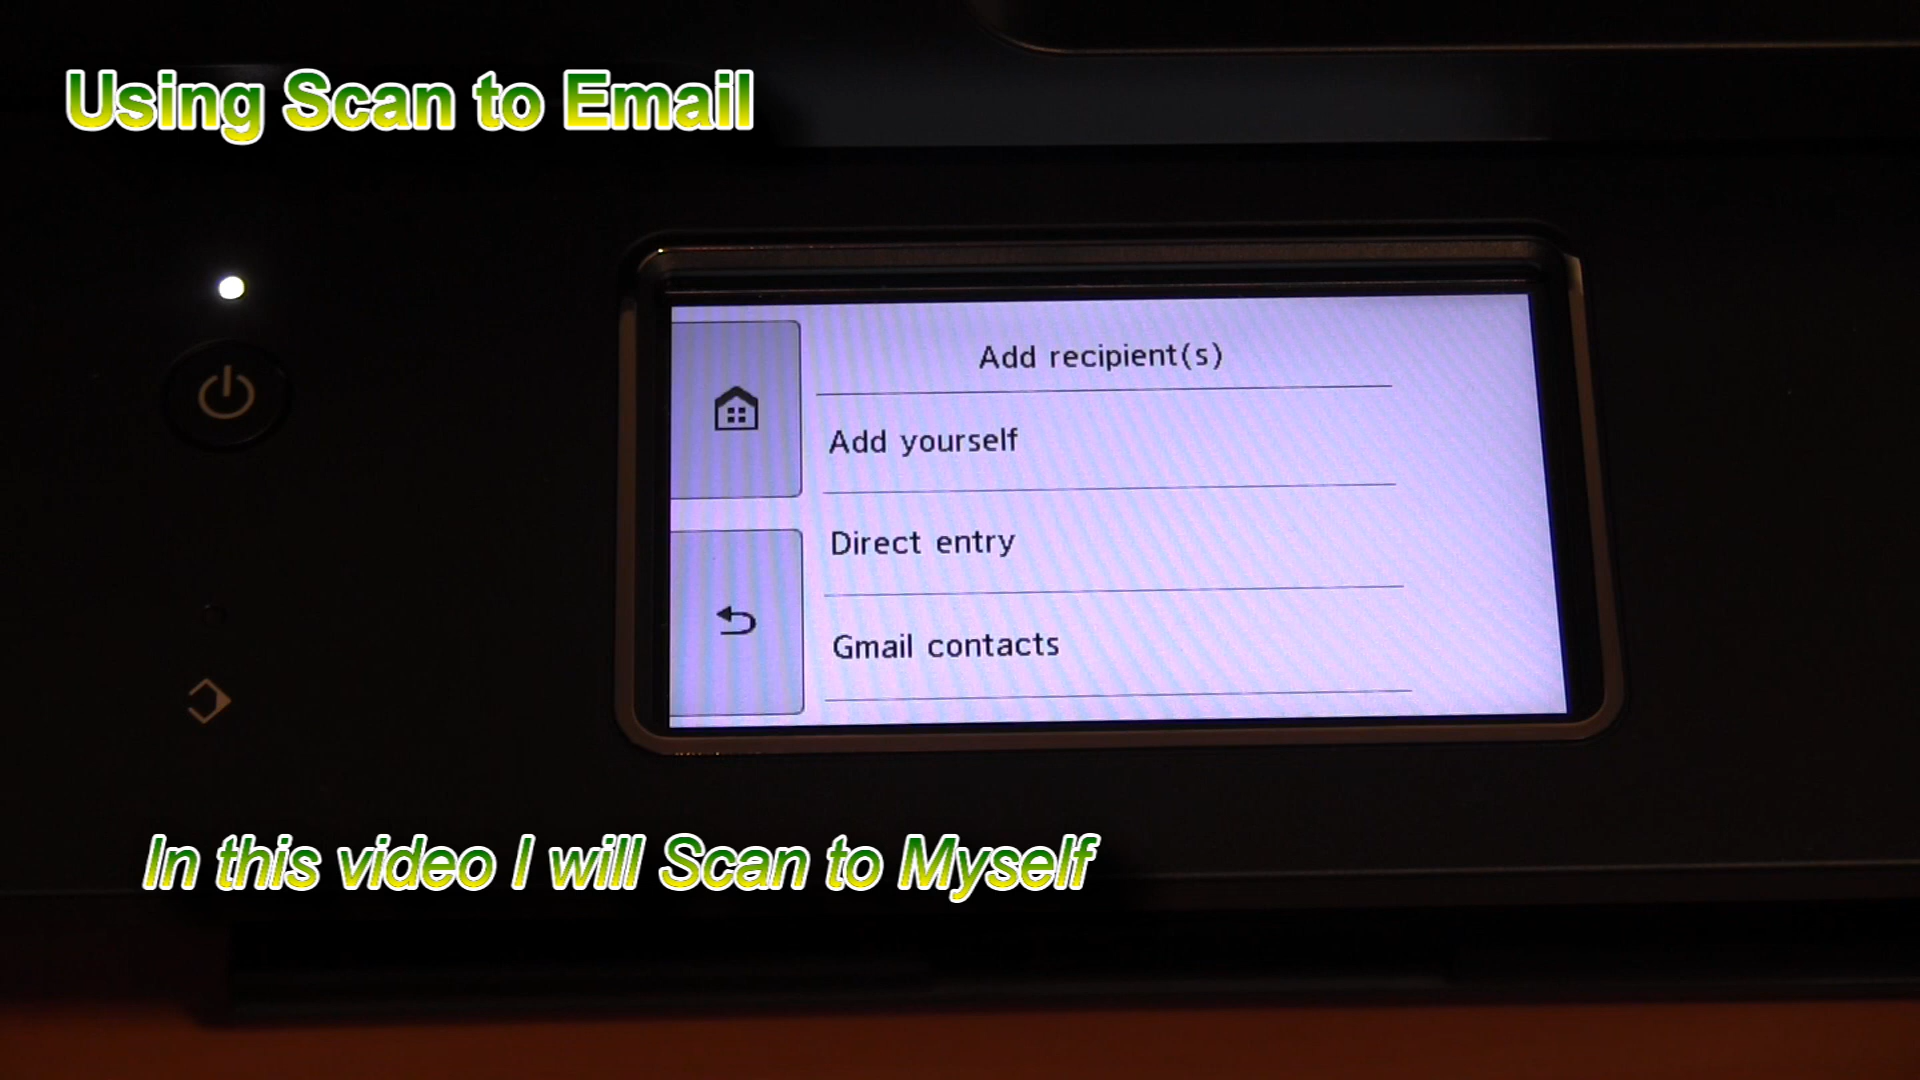 Using Scan to Email
Add recipient(s)
Add yourself
Direct entry
Gmail contacts
In this video I will Scan to Myself